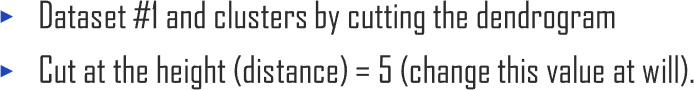 Dataset #1 and clusters by cutting the dendrogram
Cut at the height (distance) = 5 (change this value at will).